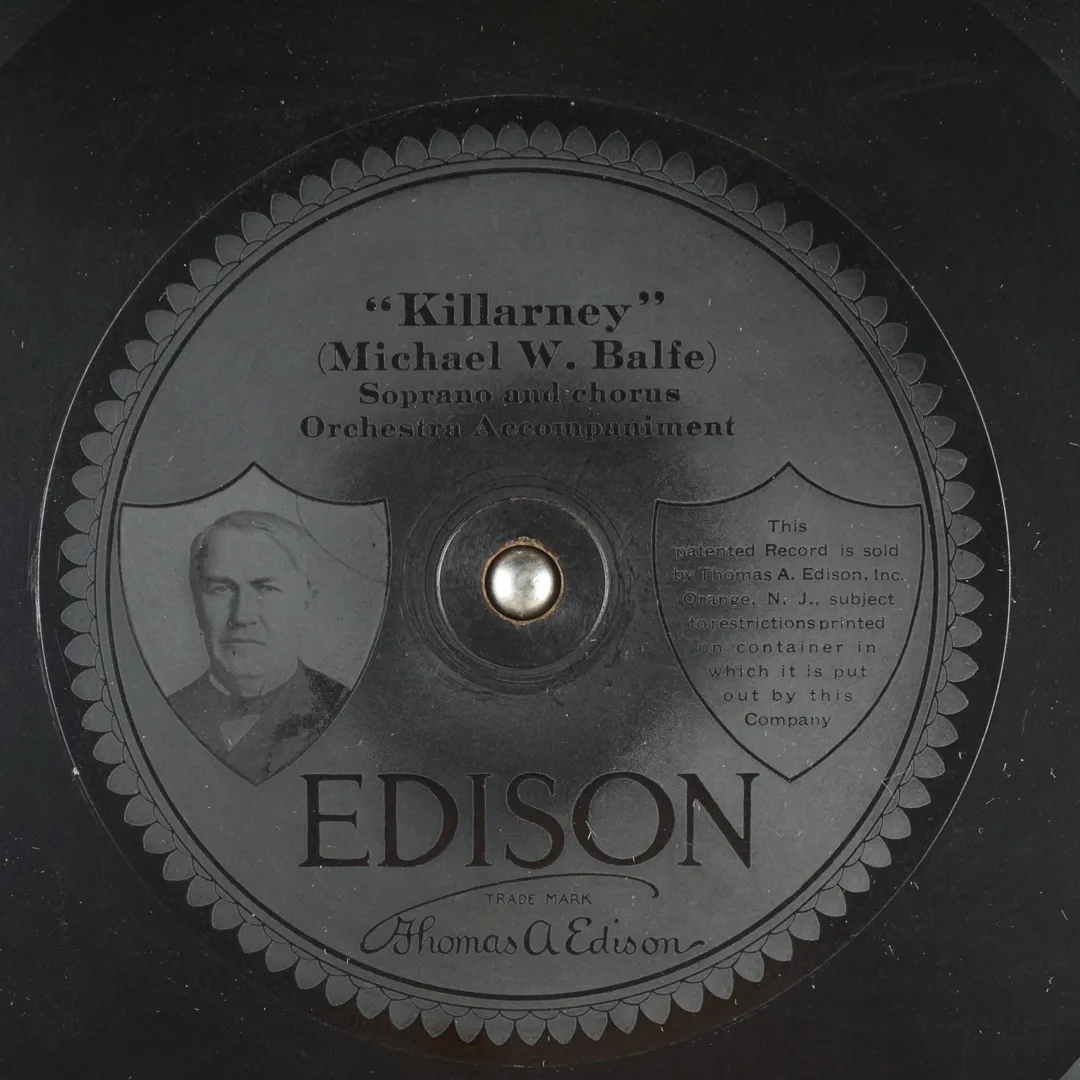 “Killarney”
(Michael W. Balfe)
Soprano and chorus
Orchestra Accompaniment
This
patented Record is sold
by Thomas A. Edison, Inc.
Orange, N. J., subject
to restrictions printed
on container in
which it is put
out by this
Company
EDISON
TRADE MARK
Thomas A Edison